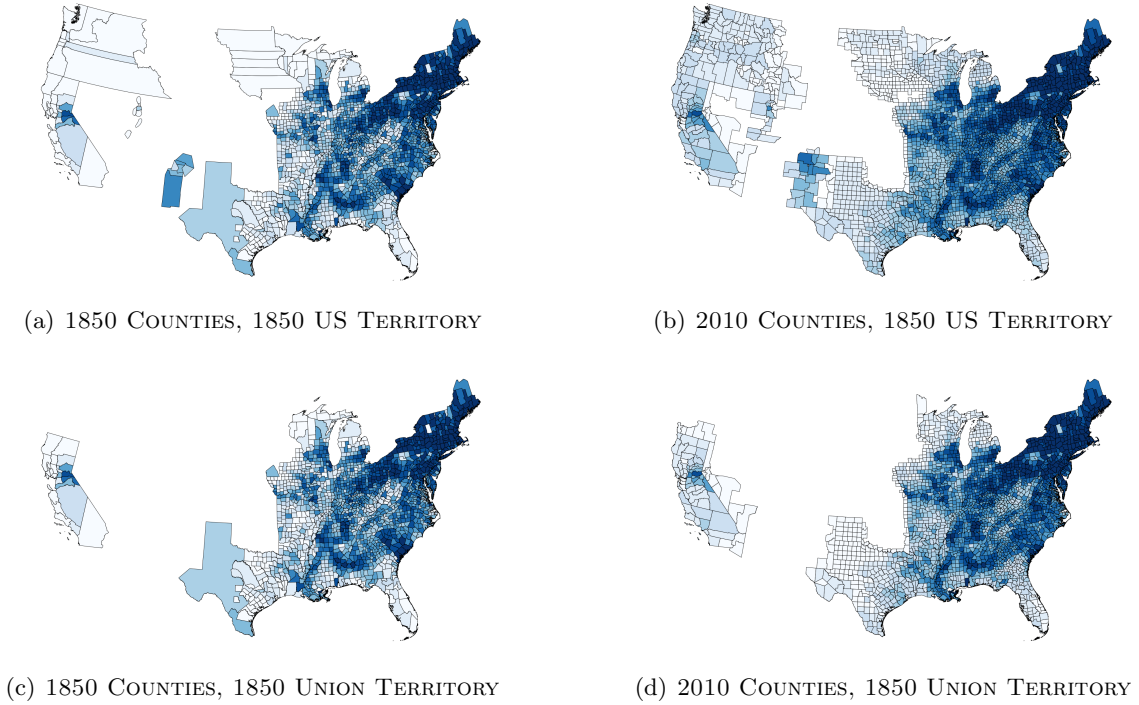 (a) 1850 Counties, 1850 US Territory
(b) 2010 Counties, 1850 US Territory
(c) 1850 Counties, 1850 Union Territory
(d) 2010 Counties, 1850 Union Territory